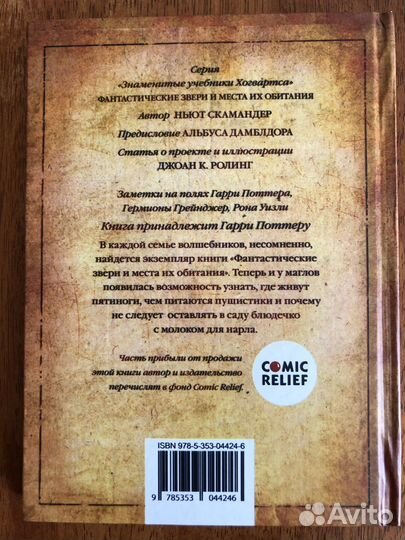 Серия
«Знаменитые учебники Хогвартса»
ФАНТАСТИЧЕСКИЕ ЗВЕРИ И МЕСТА ИХ ОБИТАНИЯ
Автор НЬЮТ СКАМАНДЕР
Предисловие АЛЬБУСА ДАМБЛДОРА
Статья о проекте и иллюстрации
ДЖОАН К. РОЛИНГ
Заметки на полях Гарри Поттера,
Гермионы Грейнджер, Рона Уизли
Книга принадлежит Гарри Поттеру
В каждой семье волшебников, несомненно,
найдется экземпляр книги «Фантастические
звери и места их обитания». Теперь и у маглов
появилась возможность узнать, где живут
пятиноги, чем питаются пушистики и почему
не следует оставлять в саду блюдечко
с молоком для нарла.
Часть прибыли от продажи
этой книги автор и издательство
перечислят в фонд Comic Relief.
COMIC
RELIEF
ISBN 978-5-353-04424-6
9 785353 044246
Avito